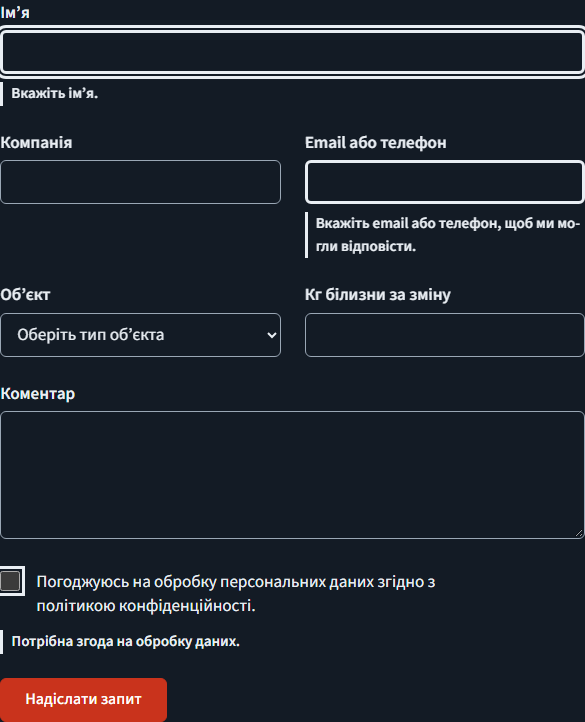 Ім’я
Вкажіть ім’я.
Компанія
Email або телефон
Вкажіть email або телефон, щоб ми мо-
гли відповісти.
Об’єкт
Кг білизни за зміну
Оберіть тип об’єкта
Коментар
Погоджуюсь на обробку персональних даних згідно з
політикою конфіденційності.
Потрібна згода на обробку даних.
Надіслати запит